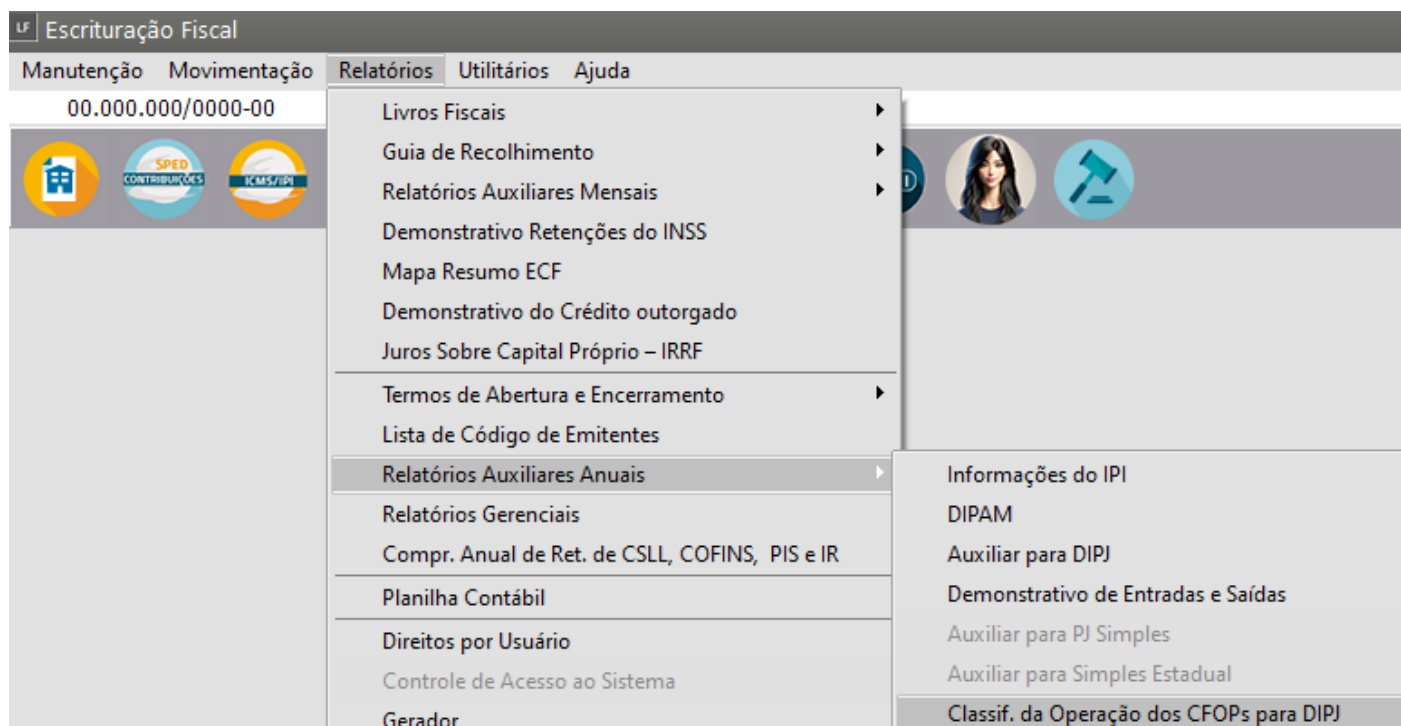 LF Escrituração Fiscal
Manutenção Movimentação Relatórios Utilitários Ajuda
00.000.000/0000-00
SPED
CONTRIBUIÇÕES
ICMS/IPI
Livros Fiscais
Guia de Recolhimento
Relatórios Auxiliares Mensais
Demonstrativo Retenções do INSS
Mapa Resumo ECF
Demonstrativo do Crédito outorgado
Juros Sobre Capital Próprio – IRRF
Termos de Abertura e Encerramento
Lista de Código de Emitentes
Relatórios Auxiliares Anuais
Relatórios Gerenciais
Compr. Anual de Ret. de CSLL, COFINS, PIS e IR
Planilha Contábil
Direitos por Usuário
Controle de Acesso ao Sistema
Gerador
Informações do IPI
DIPAM
Auxiliar para DIPJ
Demonstrativo de Entradas e Saídas
Auxiliar para PJ Simples
Auxiliar para Simples Estadual
Classif. da Operação dos CFOPs para DIPJ